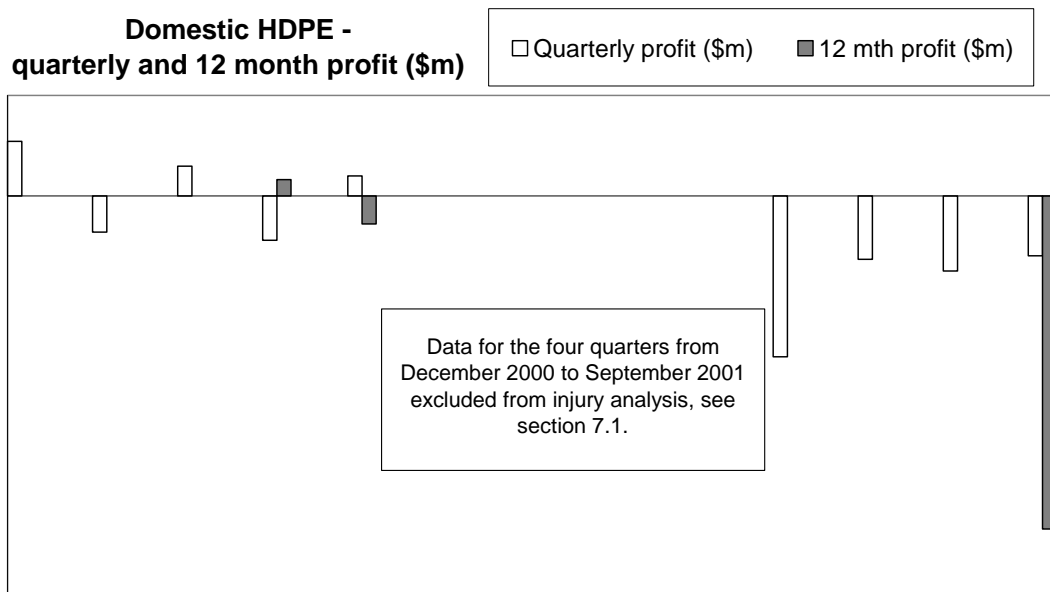 Domestic HDPE -
quarterly and 12 month profit ($m)
Quarterly profit ($m) 12 mth profit ($m)
Data for the four quarters from
December 2000 to September 2001
excluded from injury analysis, see
section 7.1.